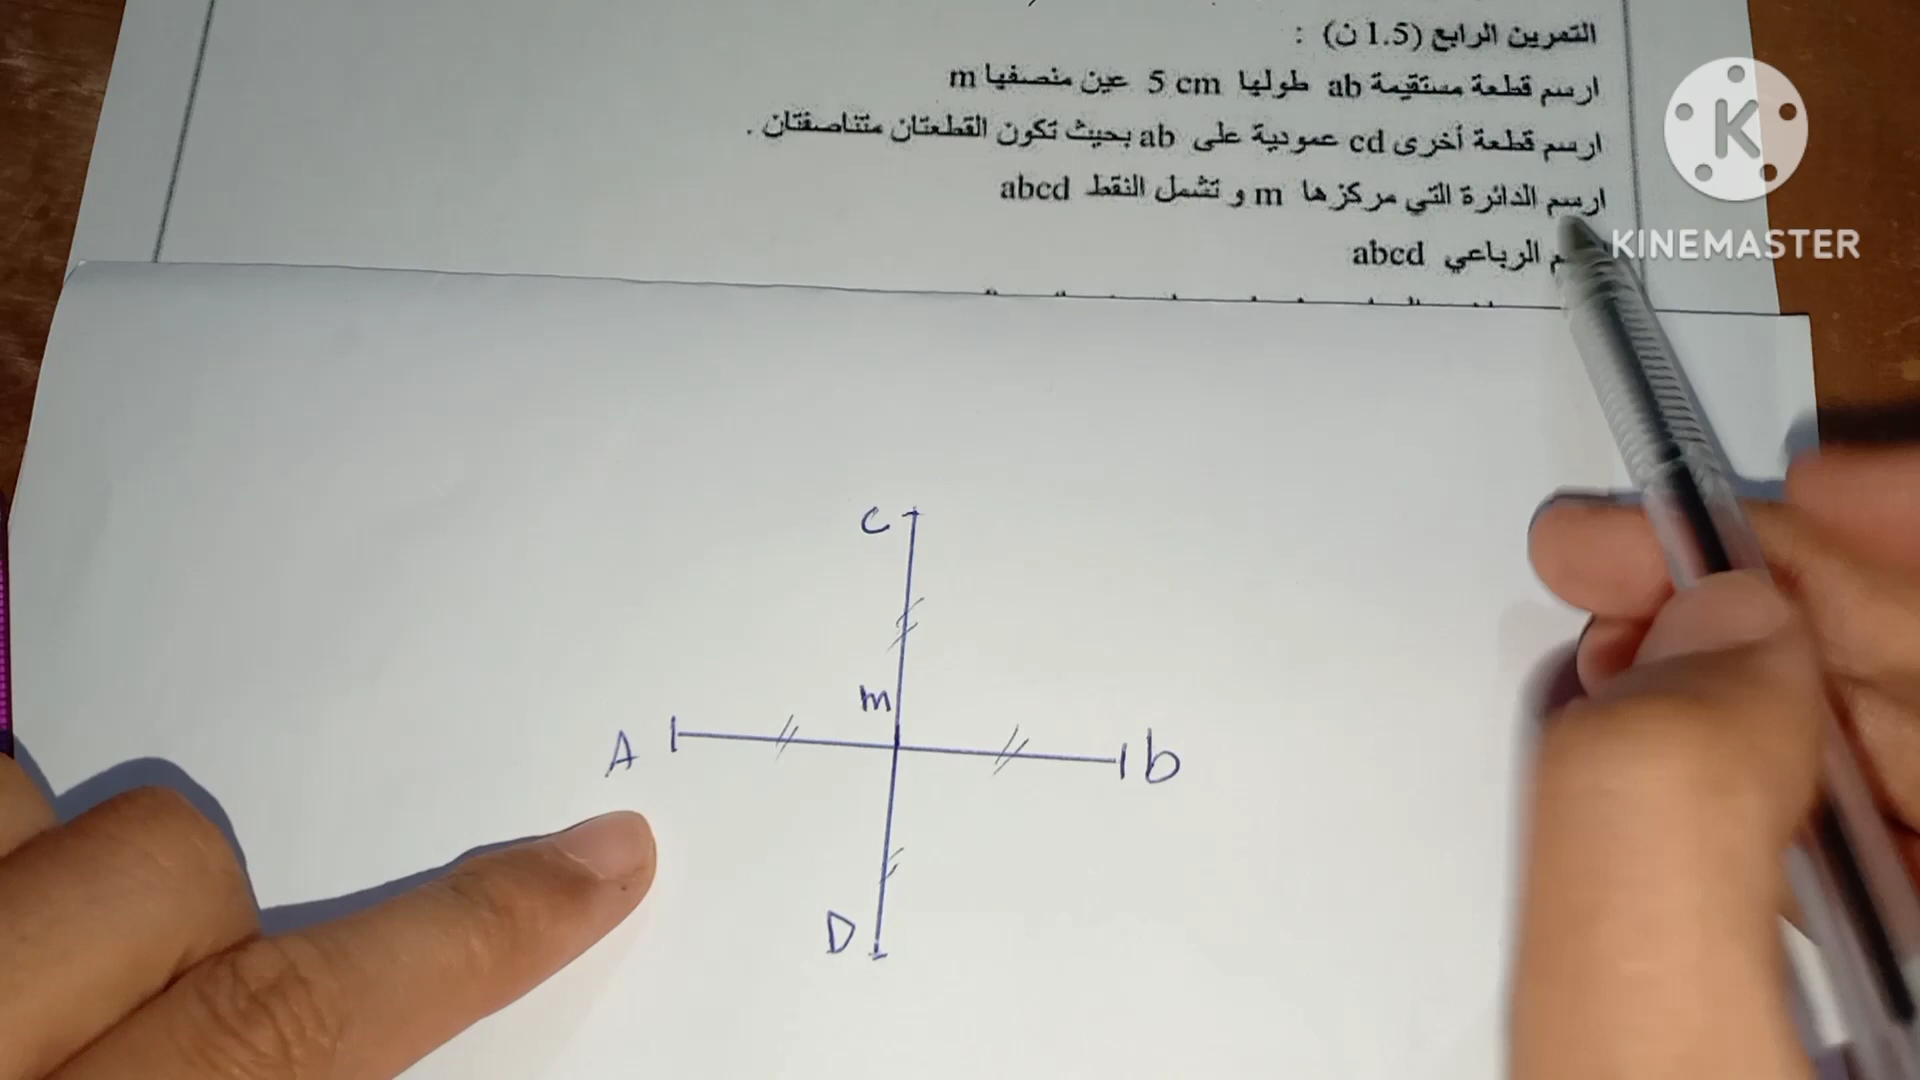 التمرين الرابع (1.5 ن) :
ارسم قطعة مستقيمة ab طولها 5 cm عين منصفها m
ارسم قطعة أخرى cd عمودية على ab بحيث تكون القطعتان متناصفتان .
ارسم الدائرة التي مركزها m و تشمل النقط abcd
الرباعي abcd
K
KINEMASTER
C
m
A
b
D